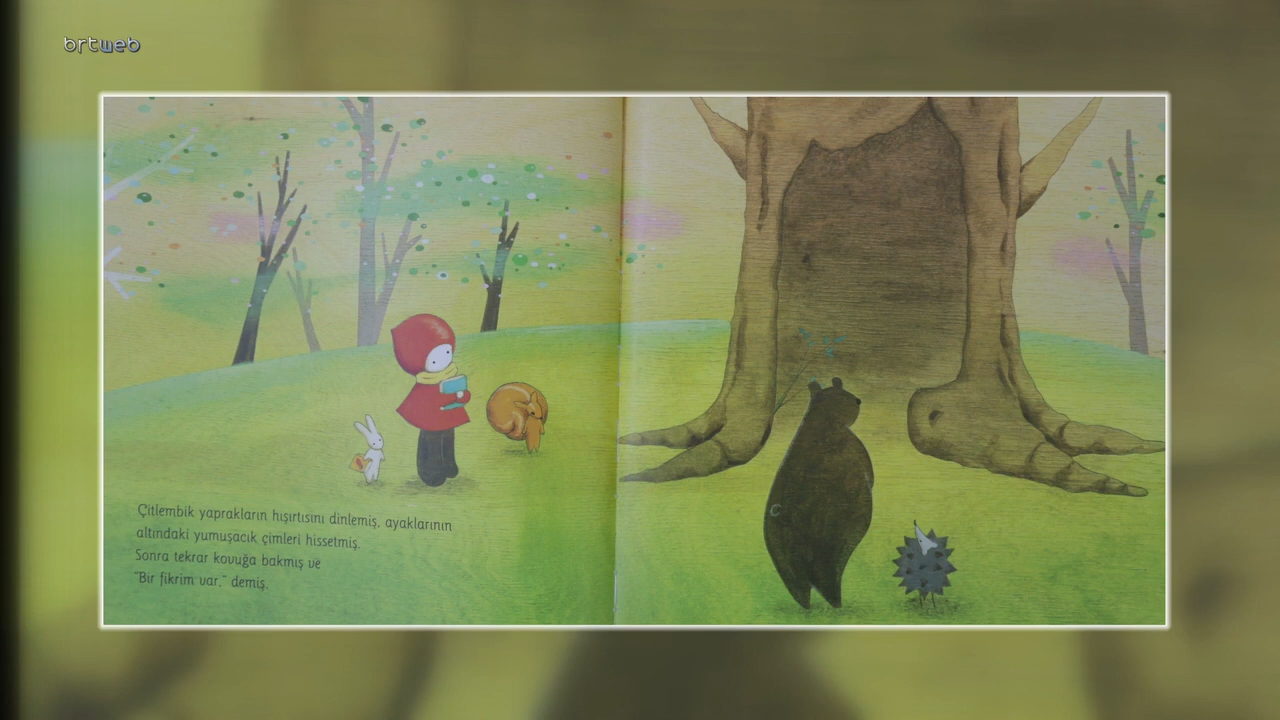 brtweb
Çitlembik yaprakların hışırtısını dinlemiş, ayaklarının
altındaki yumuşacık çimleri hissetmiş.
Sonra tekrar kovuğa bakmış ve
"Bir fikrim var," demiş.